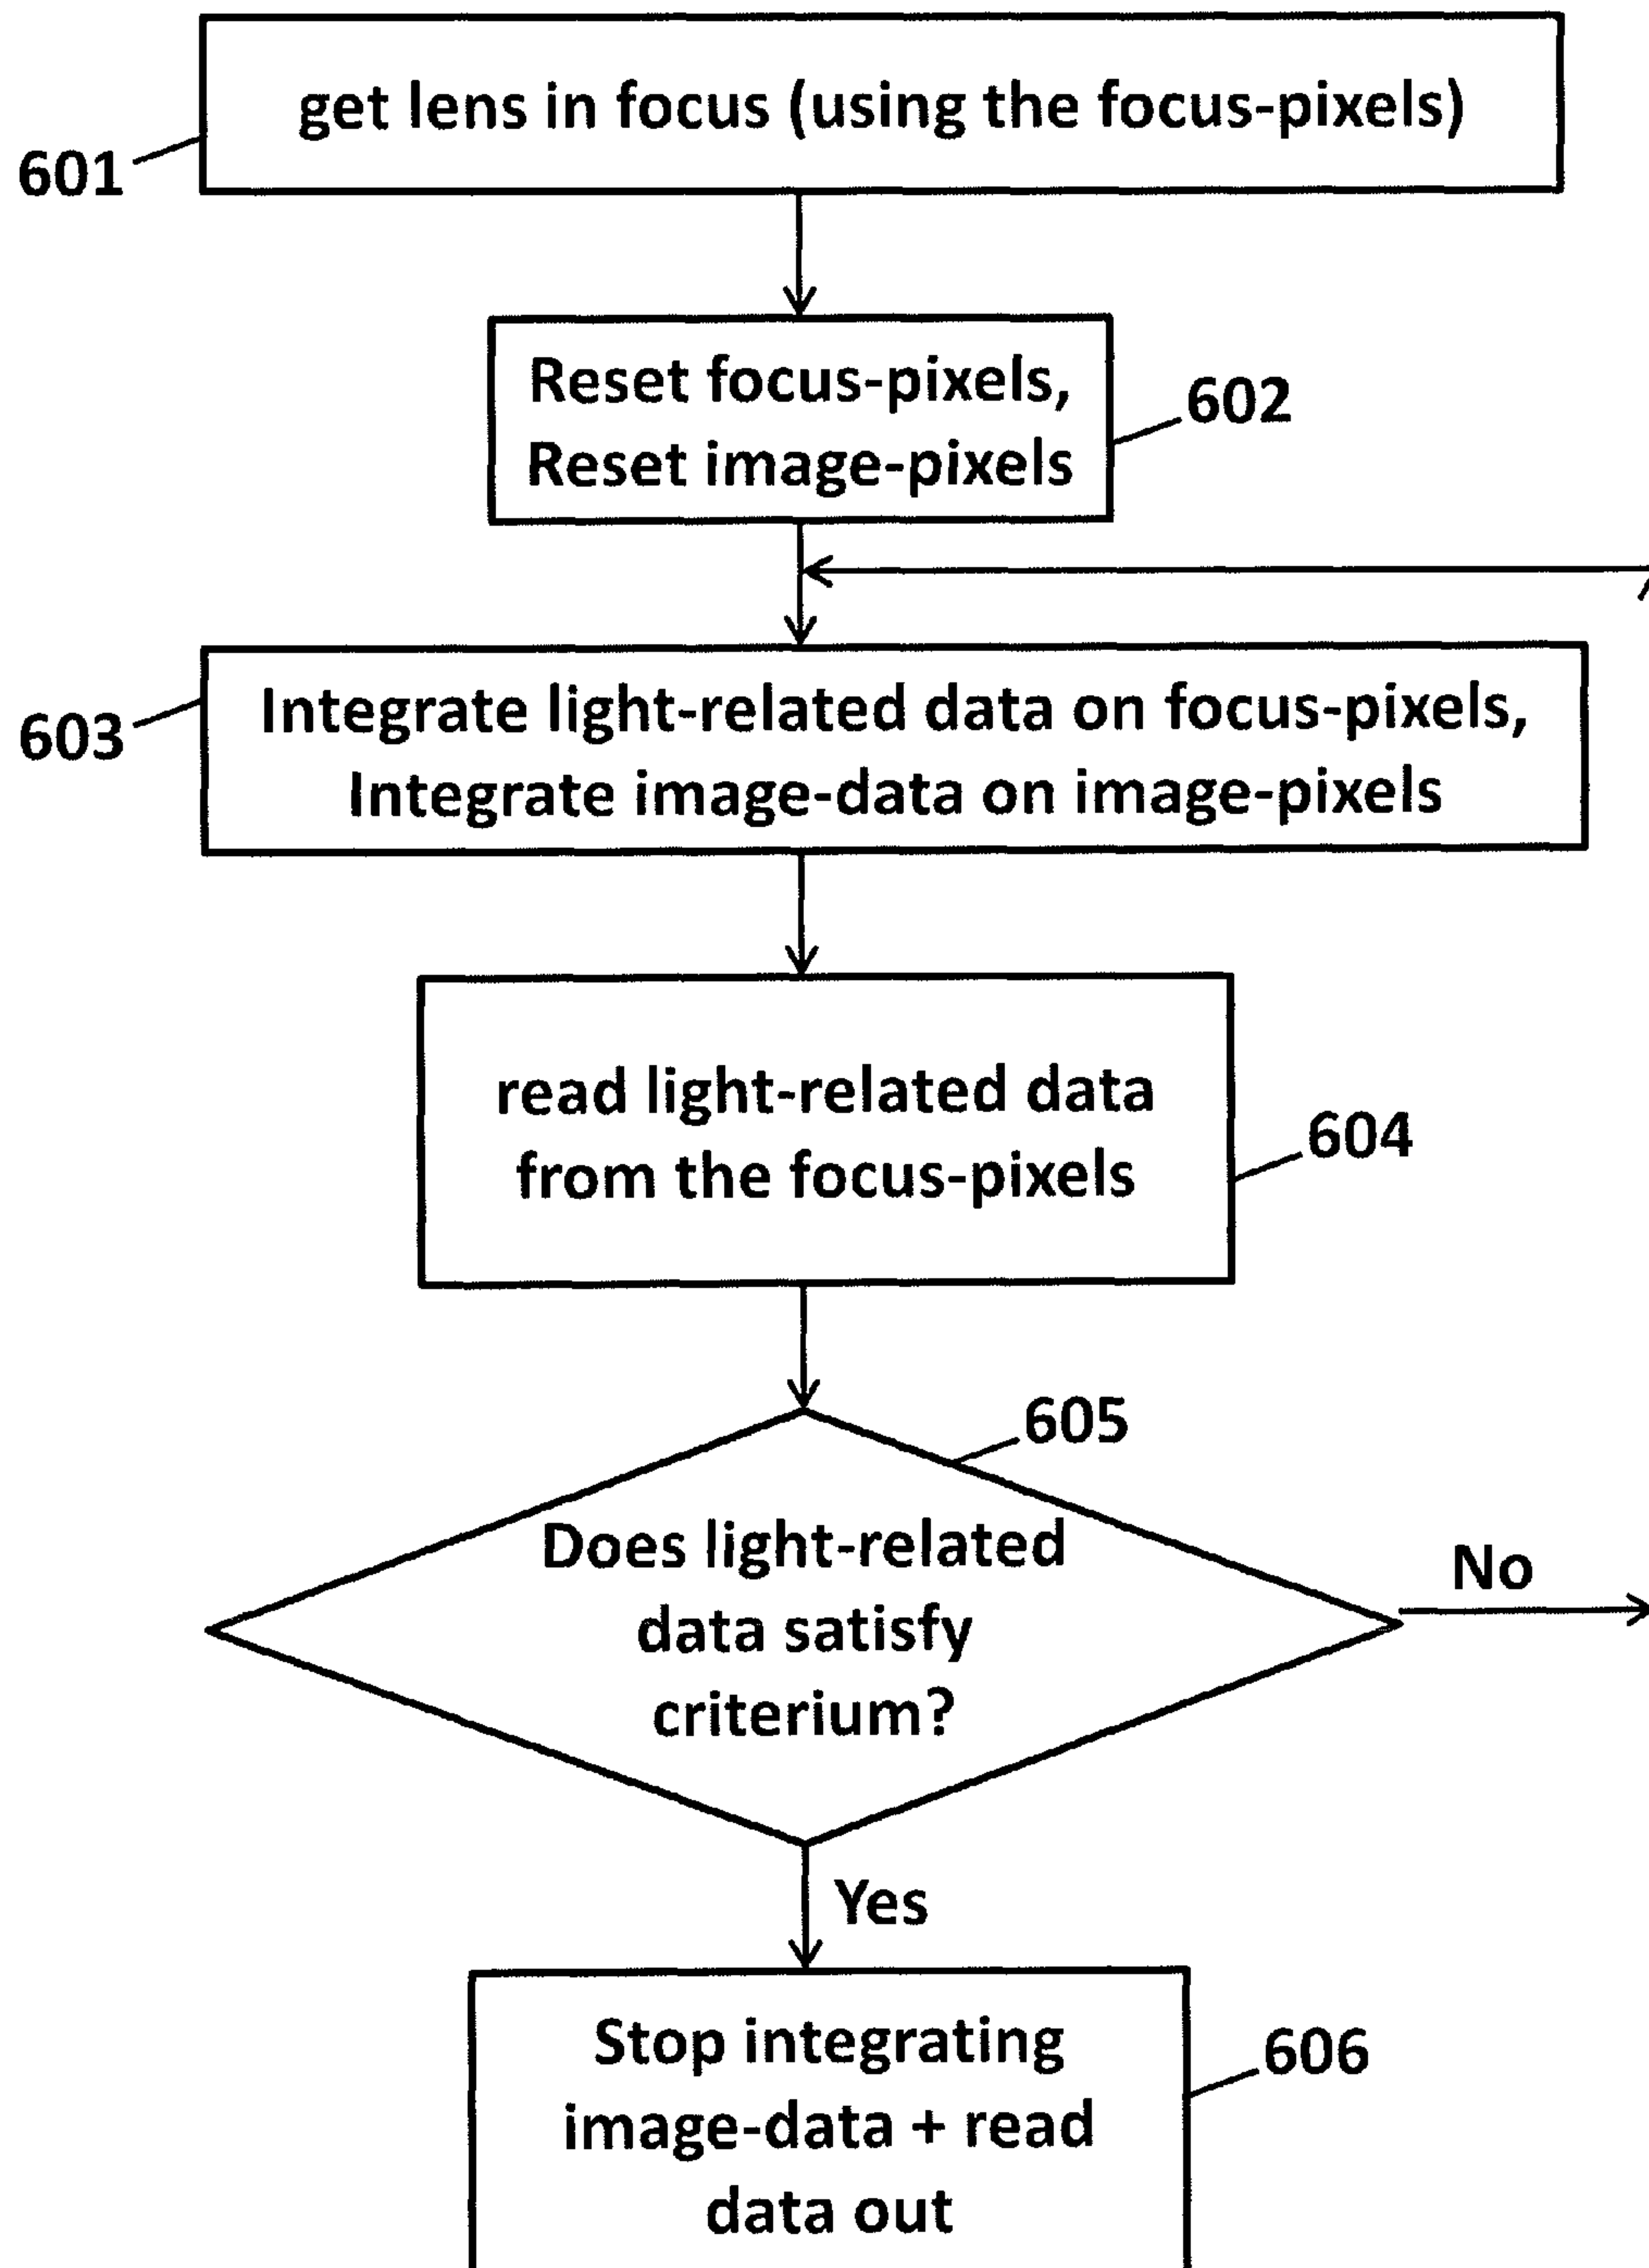 get lens in focus (using the focus-pixels)
601
Reset focus-pixels,
Reset image-pixels
602
Integrate light-related data on focus-pixels,
Integrate image-data on image-pixels
603
read light-related data
from the focus-pixels
604
605
Does light-related
data satisfy
criterium?
No
Yes
Stop integrating
image-data + read
data out
606